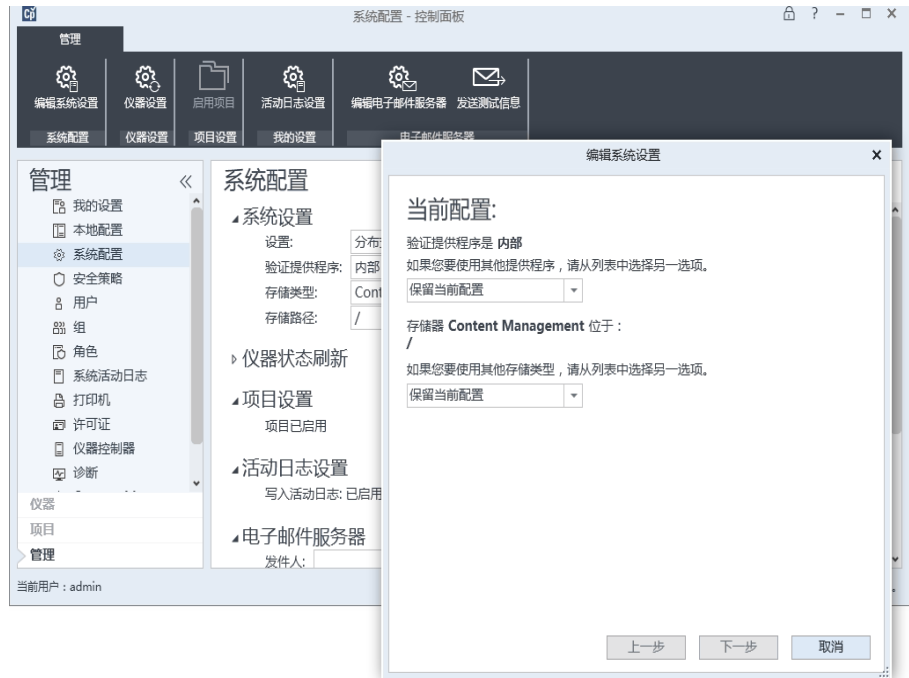 系统配置 - 控制面板
管理
编辑系统设置 仪器设置 启用项目 活动日志设置 编辑电子邮件服务器 发送测试信息
系统配置 仪器设置 项目设置 我的设置 电子邮件服务器
管理
我的设置
本地配置
系统配置
安全策略
用户
组
角色
系统活动日志
打印机
许可证
仪器控制器
诊断
仪器
项目
管理
当前用户：admin
系统配置
系统设置
设置: 分布
验证提供程序: 内部
存储类型: Cont
存储路径: /
仪器状态刷新
项目设置
项目已启用
活动日志设置
写入活动日志: 已启用
电子邮件服务器
发件人:
编辑系统设置
当前配置:
验证提供程序是 内部
如果您要使用其他提供程序，请从列表中选择另一选项。
保留当前配置
存储器 Content Management 位于：
/
如果您要使用其他存储类型，请从列表中选择另一选项。
保留当前配置
上一步 下一步 取消